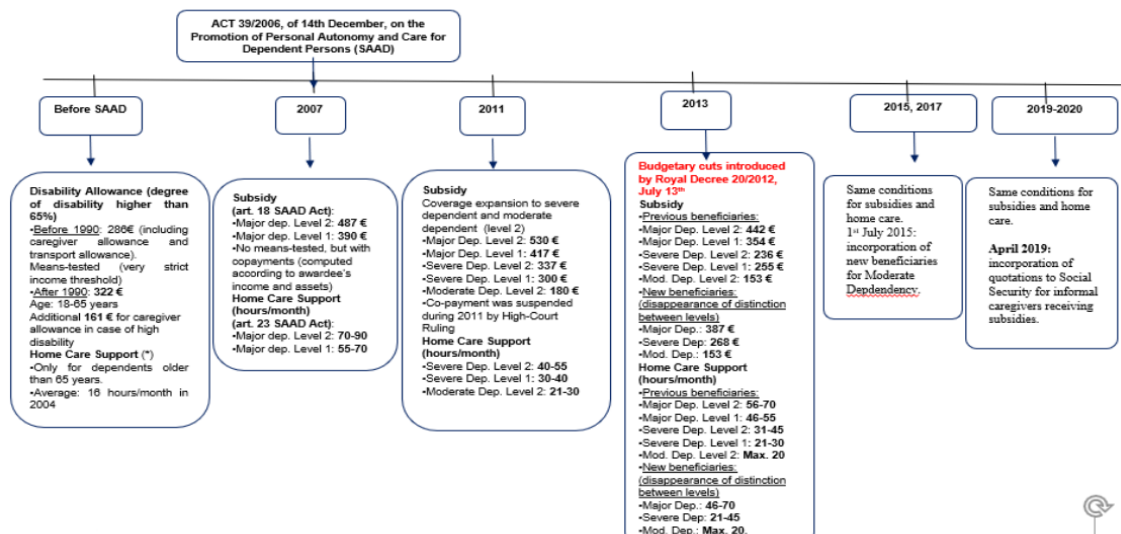 ACT 39/2006, of 14th December, on the
Promotion of Personal Autonomy and Care for
Dependent Persons (SAAD)
Before SAAD
2007
2011
2013
2015, 2017
2019-2020
Disability Allowance (degree
of disability higher than
65%)
•Before 1990: 286€ (including
caregiver allowance and
transport allowance).
Means-tested (very strict
income threshold)
•After 1990: 322 €
Age: 18-65 years
Additional 161 € for caregiver
allowance in case of high
disability
Home Care Support (*)
•Only for dependents older
than 65 years.
•Average: 16 hours/month in
2004
Subsidy
(art. 18 SAAD Act):
•Major dep. Level 2: 487 €
•Major dep. Level 1: 390 €
•No means-tested, but with
copayments (computed
according to awardee's
income and assets)
Home Care Support
(hours/month)
(art. 23 SAAD Act):
•Major dep. Level 2: 70-90
•Major dep. Level 1: 55-70
Subsidy
Coverage expansion to severe
dependent and moderate
dependent (level 2)
•Major Dep. Level 2: 530 €
•Major Dep. Level 1: 417 €
•Severe Dep. Level 2: 337 €
•Severe Dep. Level 1: 300 €
•Moderate Dep. Level 2: 180 €
•Co-payment was suspended
during 2011 by High-Court
Ruling
Home Care Support
(hours/month)
•Severe Dep. Level 2: 40-55
•Severe Dep. Level 1: 30-40
•Moderate Dep. Level 2: 21-30
Budgetary cuts introduced
by Royal Decree 20/2012,
July 13th
Subsidy
•Previous beneficiaries:
•Major Dep. Level 2: 442 €
•Major Dep. Level 1: 354 €
•Severe Dep. Level 2: 236 €
•Severe Dep. Level 1: 255 €
•Mod. Dep. Level 2: 153 €
•New beneficiaries:
(disappearance of distinction
between levels)
•Major Dep.: 387 €
•Severe Dep: 268 €
•Mod. Dep.: 153 €
Home Care Support
(hours/month)
•Previous beneficiaries:
•Major Dep. Level 2: 56-70
•Major Dep. Level 1: 46-55
•Severe Dep. Level 2: 31-45
•Severe Dep. Level 1: 21-30
•Mod. Dep. Level 2: Max. 20
•New beneficiaries:
(disappearance of distinction
between levels)
•Major Dep.: 46-70
•Severe Dep: 21-45
•Mod. Dep.: Max. 20.
Same conditions
for subsidies and
home care.
1st July 2015:
incorporation of
new beneficiaries
for Moderate
Depdendency.
Same conditions for
subsidies and home
care.
April 2019:
incorporation of
quotations to Social
Security for informal
caregivers receiving
subsidies.